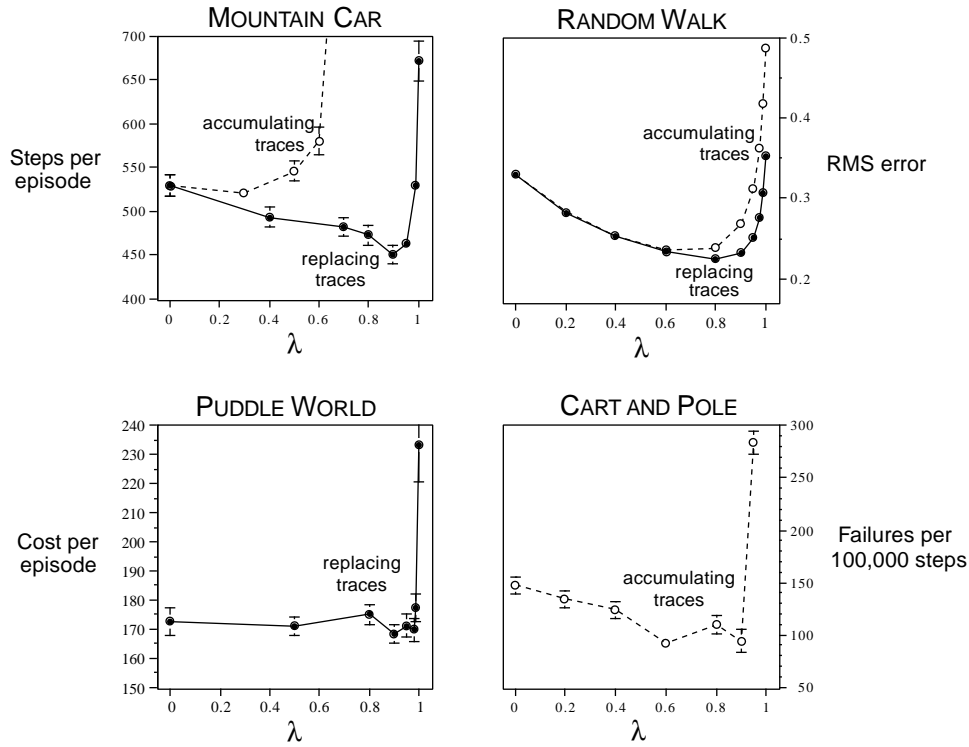 MOUNTAIN CAR
700
650
600
550
500
450
400
Steps per
episode
accumulating
traces
replacing
traces
0
0.4
0.6
0.8
1
λ
RANDOM WALK
0.5
0.4
0.3
0.2
RMS error
accumulating
traces
replacing
traces
0
0.2
0.4
0.6
0.8
1
λ
PUDDLE WORLD
240
230
220
210
200
190
180
170
160
150
Cost per
episode
replacing
traces
0
0.2
0.4
0.6
0.8
1
λ
CART AND POLE
300
250
200
150
100
50
Failures per
100,000 steps
accumulating
traces
0
0.2
0.4
0.6
0.8
1
λ